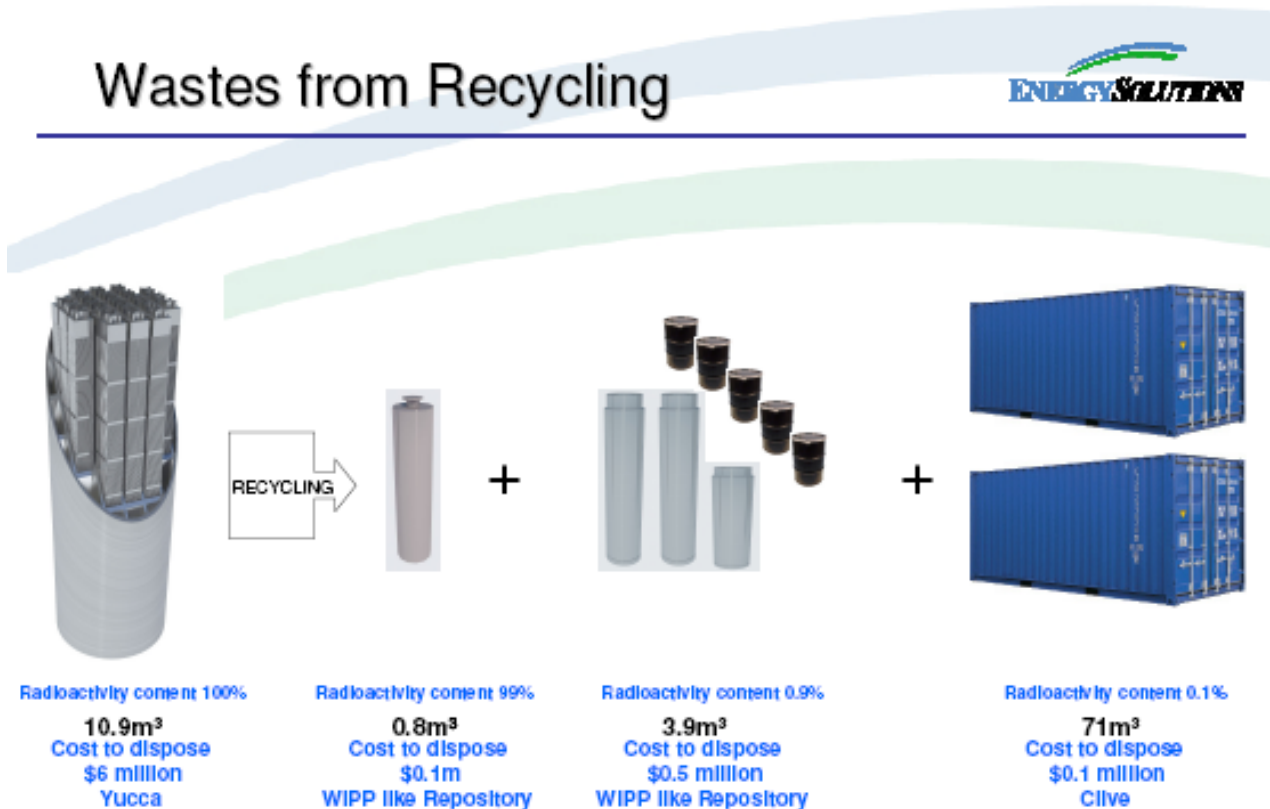 Wastes from Recycling
ENERGYSOLUTIONS
RECYCLING
+
+
Radioactivity content 100%
10.9m³
Cost to dispose
$6 million
Yucca
Radioactivity content 99%
0.8m³
Cost to dispose
$0.1m
WIPP like Repository
Radioactivity content 0.9%
3.9m³
Cost to dispose
$0.5 million
WIPP like Repository
Radioactivity content 0.1%
71m³
Cost to dispose
$0.1 million
Clive